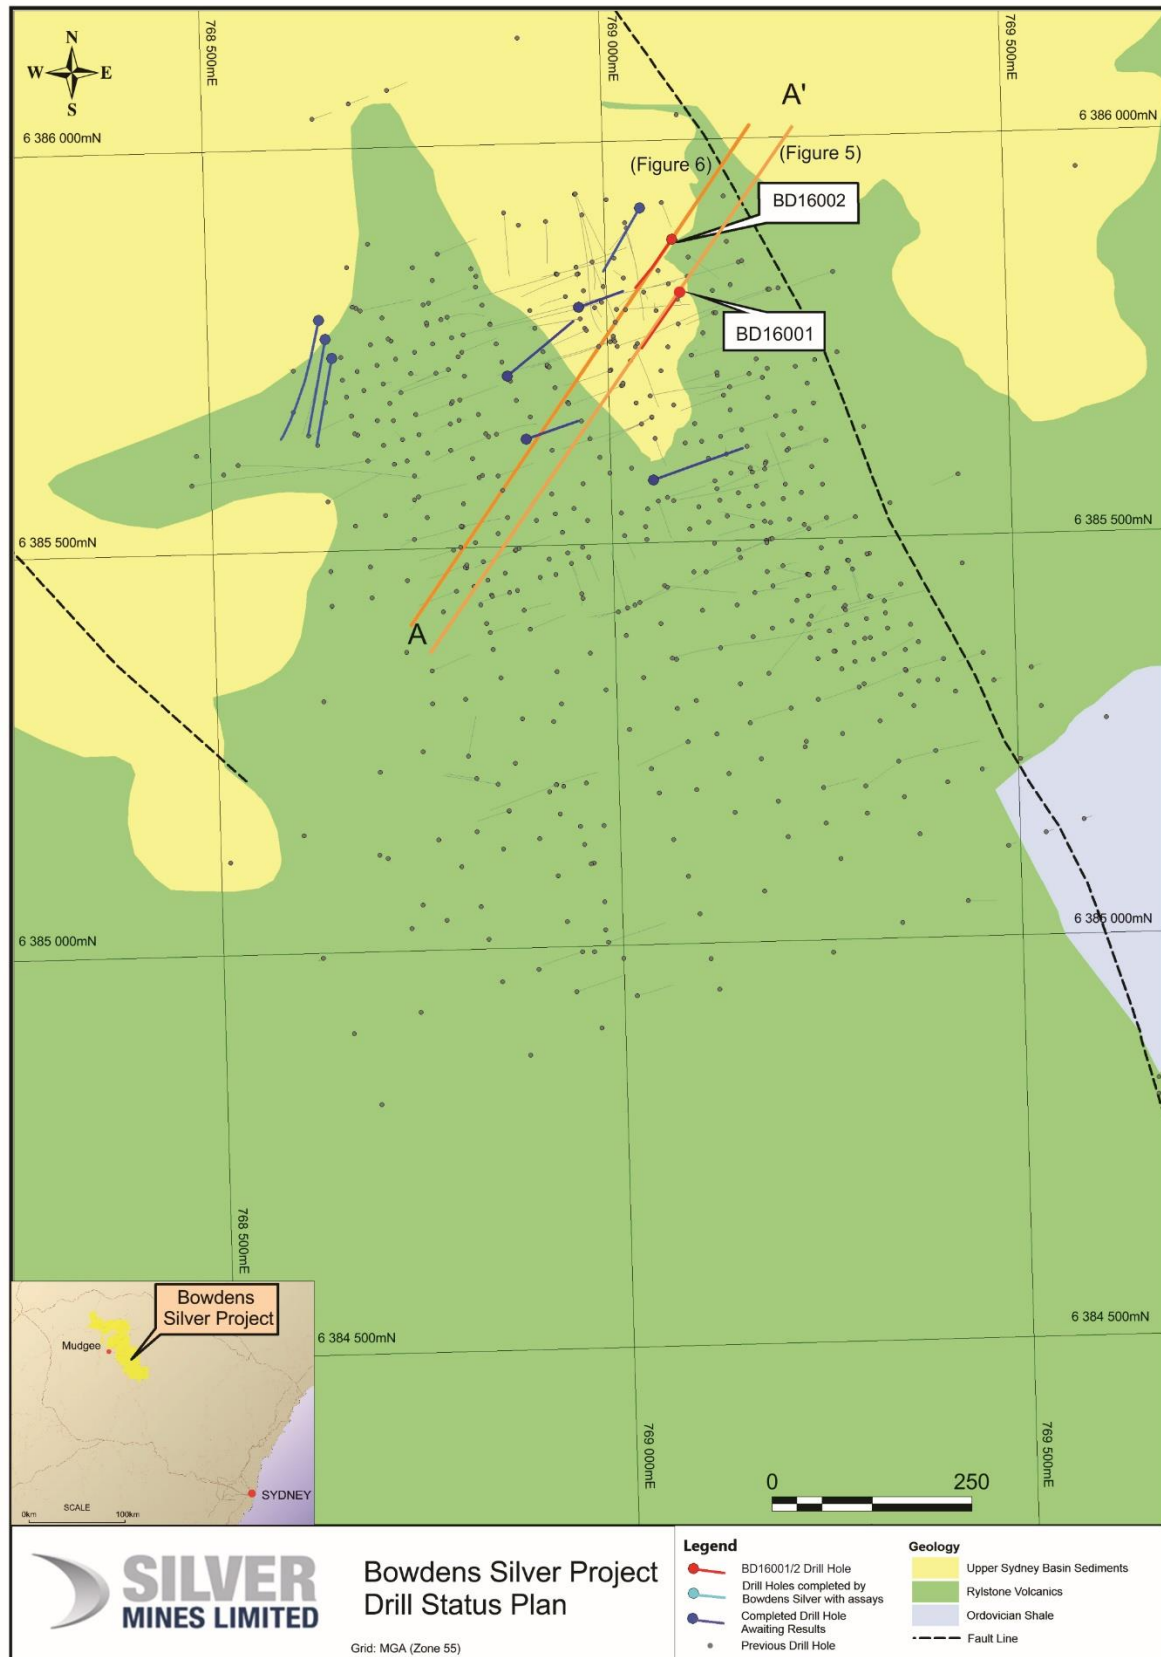 768 500mE
769 000mE
769 500mE
N
W E
S
A'
6 386 000mN
6 386 000mN
(Figure 6)
(Figure 5)
BD16002
BD16001
6 385 500mN
6 385 500mN
A
6 385 000mN
6 385 000mN
768 500mE
Bowdens
Silver Project
Mudgee
6 384 500mN
6 384 500mN
769 000mE
769 500mE
0 250
SYDNEY
SCALE
0km 100km
SILVER
MINES LIMITED
Bowdens Silver Project
Drill Status Plan
Grid: MGA (Zone 55)
Legend
BD16001/2 Drill Hole
Drill Holes completed by
Bowdens Silver with assays
Completed Drill Hole
Awaiting Results
Previous Drill Hole
Geology
Upper Sydney Basin Sediments
Rylstone Volcanics
Ordovician Shale
Fault Line